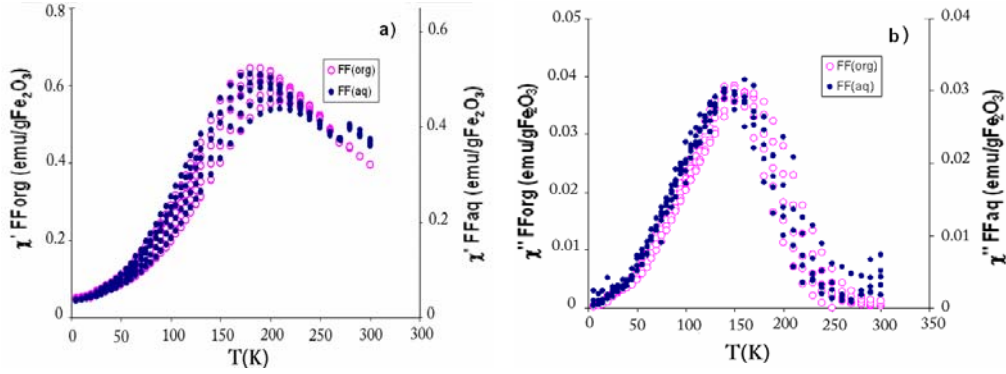 a)
χ' FForg (emu/gFe₂O₃)
0.8
0.6
0.4
0.2
0
0 50 100 150 200 250 300 300
T(K)
0.6
0.4
0.2
0.0
χ' FFaq (emu/gFe₂O₃)
FF(org)
FF(aq)
b)
χ'' FForg (emu/gFe₂O₃)
0.05
0.04
0.03
0.02
0.01
0
0 50 100 150 200 250 300 350
T(K)
0.04
0.03
0.02
0.01
0
χ'' FFaq (emu/gFe₂O₃)
FF(org)
FF(aq)